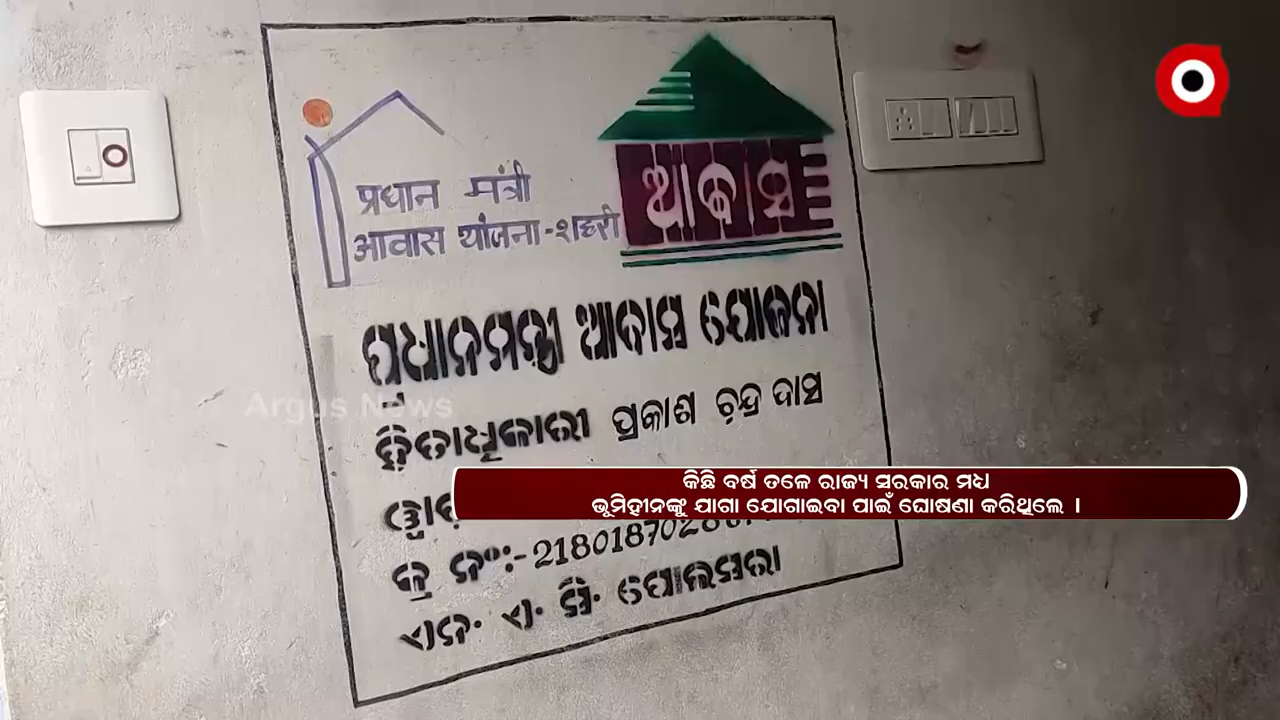 प्रधान मंत्री
आवास योजना-शहरी
ଆବାସ
ପ୍ରଧାନମନ୍ତ୍ରୀ ଆବାସ ଯୋଜନା
ହିତାଧିକାରୀ ପ୍ରକାଶ ଚନ୍ଦ୍ର ଦାସ
Argus News
କିଛି ବର୍ଷ ତଳେ ରାଜ୍ୟ ସରକାର ମଧ୍ୟ
ଭୂମିହୀନଙ୍କୁ ଯାଗା ଯୋଗାଇବା ପାଇଁ ଘୋଷଣା କରିଥିଲେ ।
କ୍ର ନଂ:-
ଏନ. ଏ. ସି. ପୋଲସରା